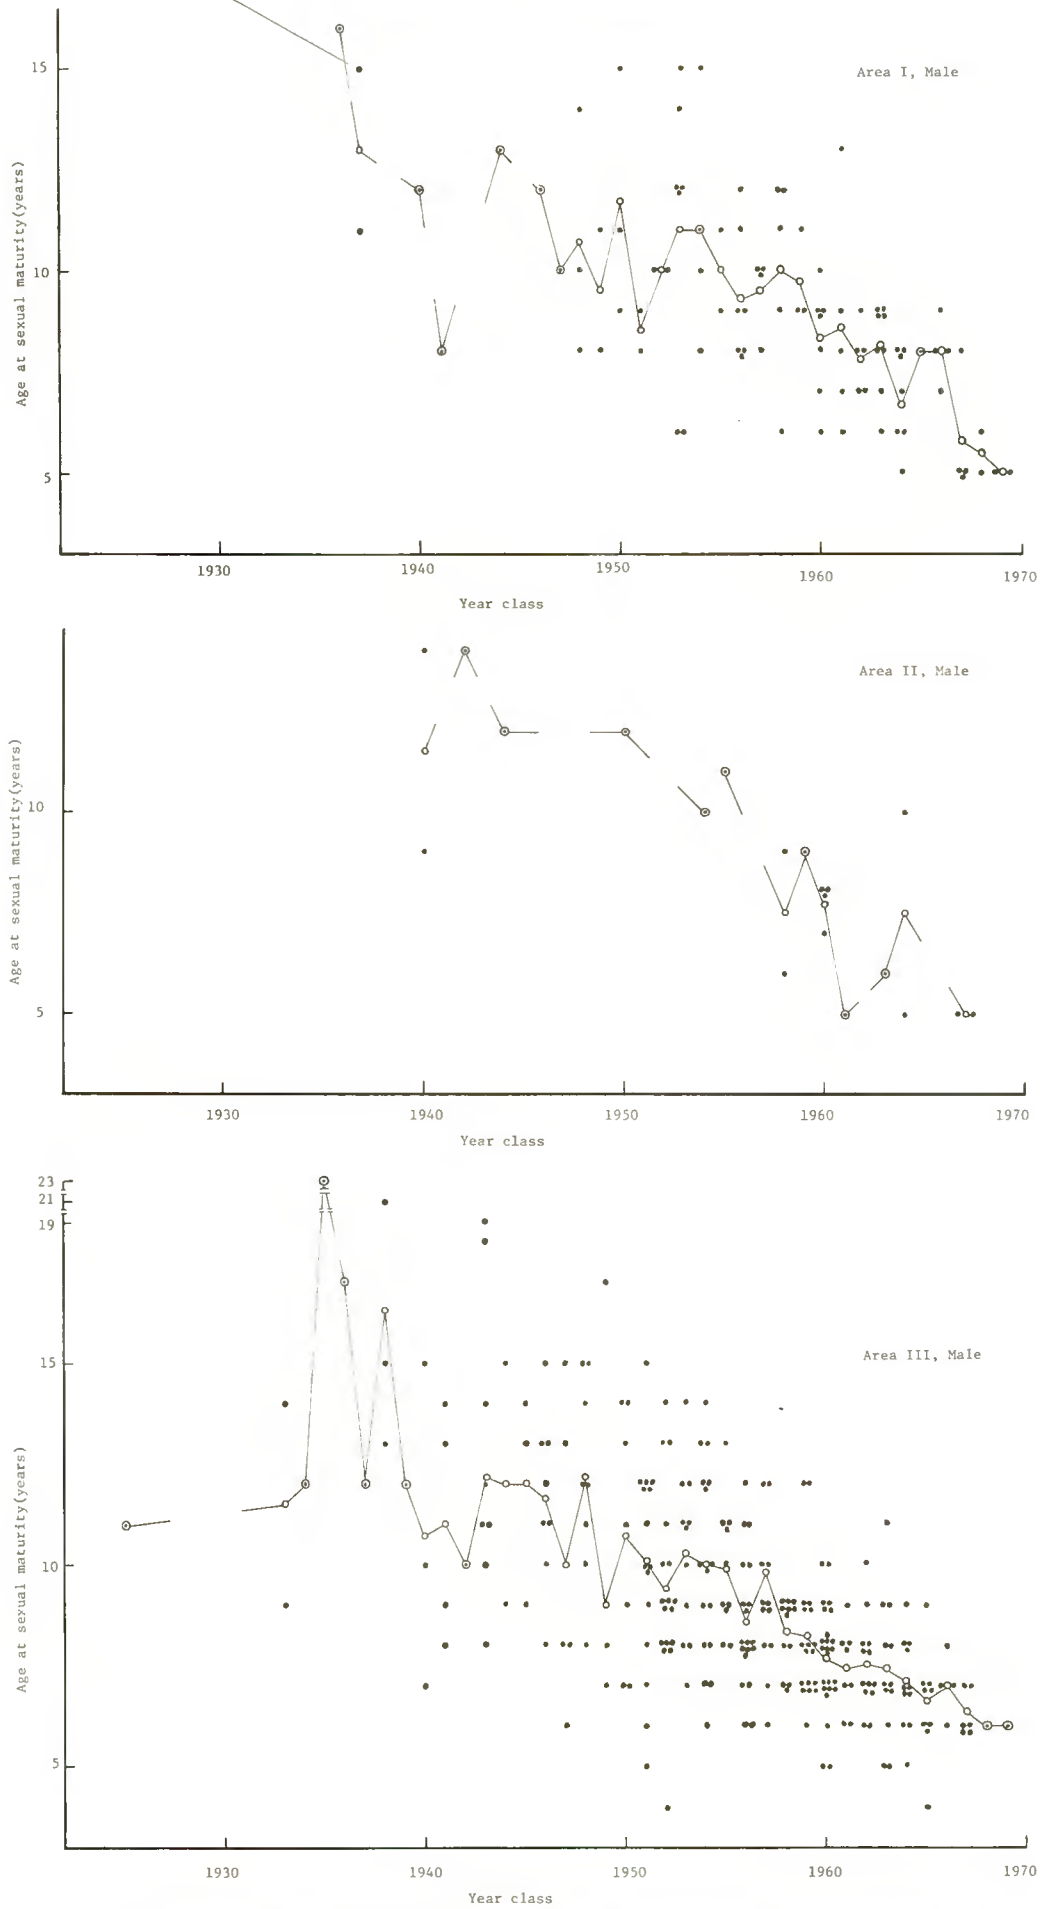 Area I, Male
15
10
5
Age at sexual maturity(years)
1930 1940 1950 1960 1970
Year class
Area II, Male
10
5
Age at sexual maturity(years)
1930 1940 1950 1960 1970
Year class
23
21
19
Area III, Male
15
10
5
Age at sexual maturity(years)
1930 1940 1950 1960 1970
Year class